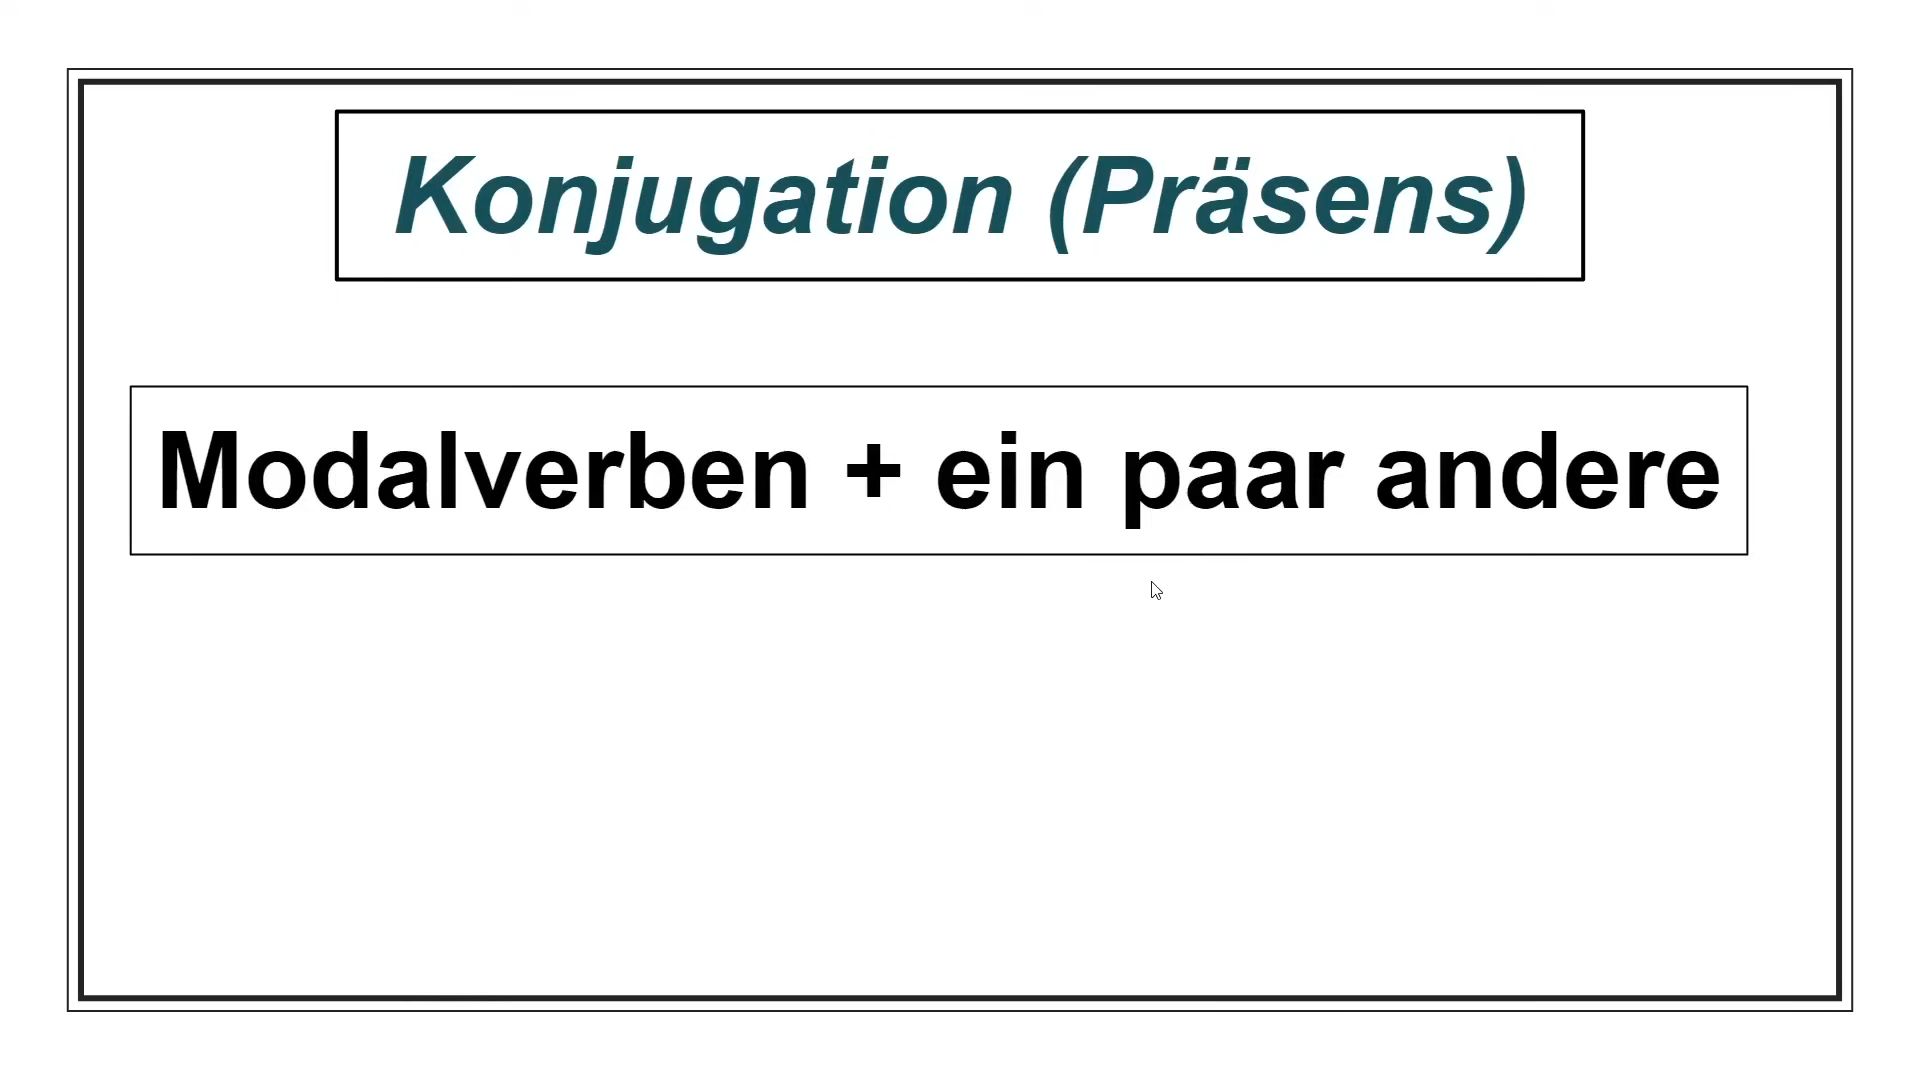 Konjugation (Präsens)
Modalverben + ein paar andere